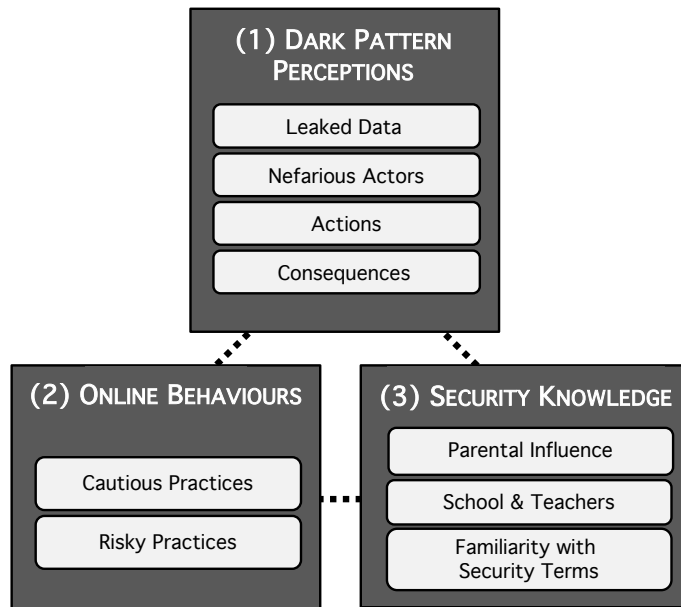 (1) DARK PATTERN
PERCEPTIONS
Leaked Data
Nefarious Actors
Actions
Consequences
(2) ONLINE BEHAVIOURS
Cautious Practices
Risky Practices
(3) SECURITY KNOWLEDGE
Parental Influence
School & Teachers
Familiarity with
Security Terms